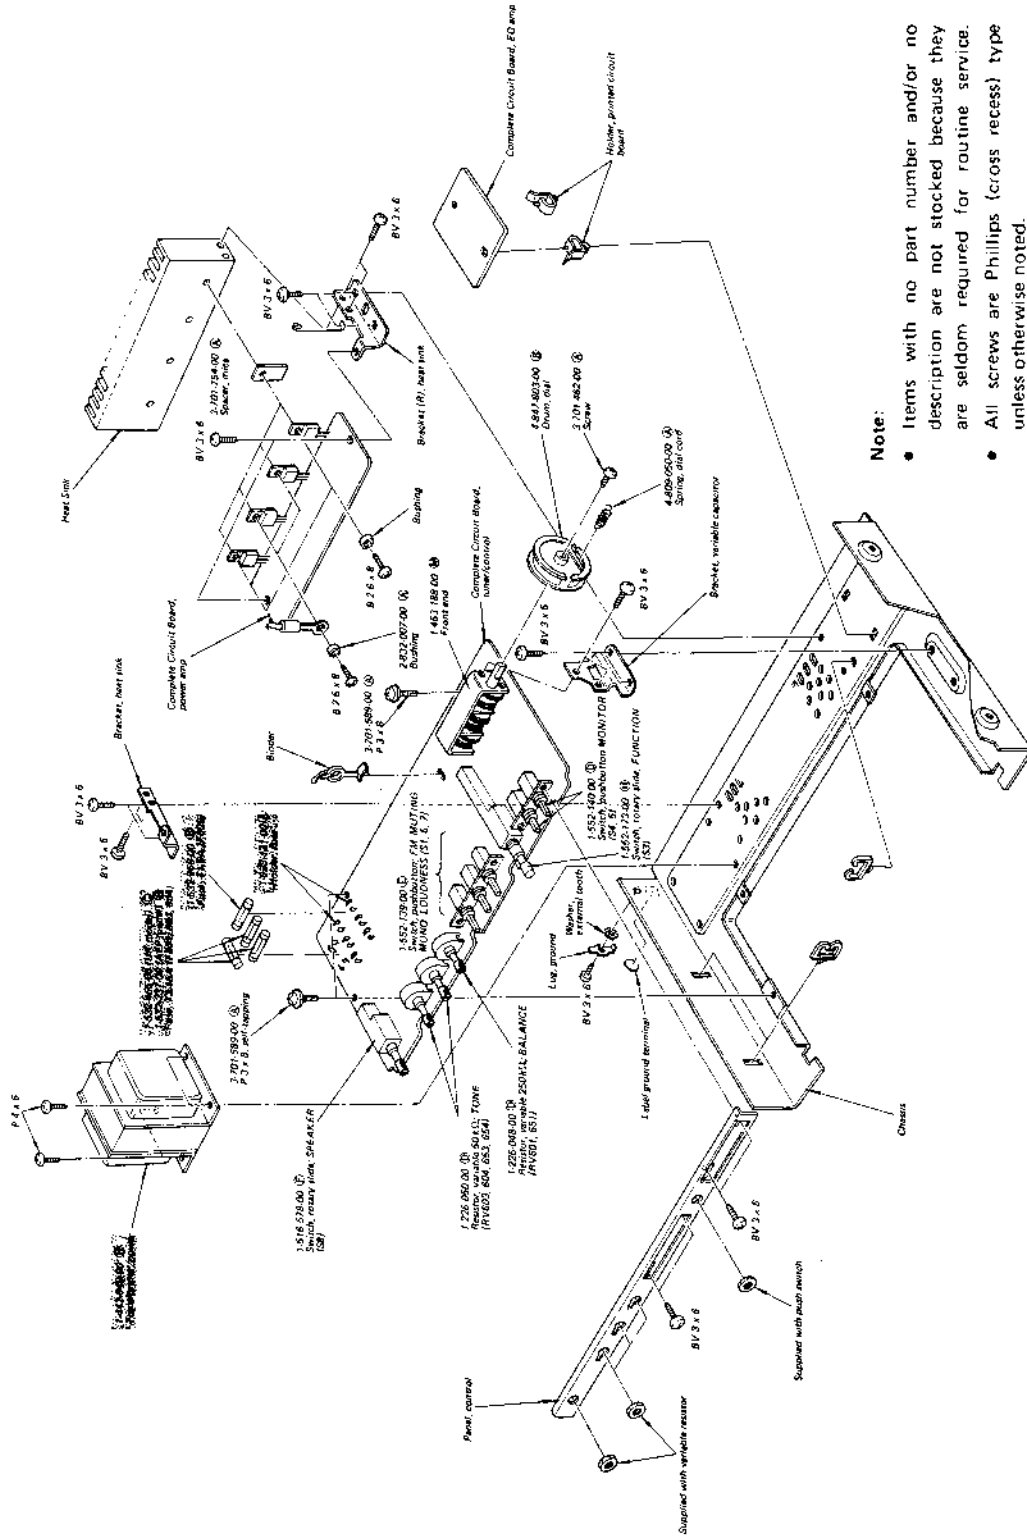 Heat Sink
Complete Circuit Board, EQ amp
Holder, printed circuit
board
BV 3 x 6
BV 3 x 6
3-701-754-00 Ⓐ
Spacer, mica
BV 3 x 6
Bracket (R), heat sink
Bracket, heat sink
BV 3 x 6
BV 3 x 6
Complete Circuit Board,
power amp
B 2.6 x 8
Bushing
B 2.6 x 8
2-832-007-00 Ⓐ
Bushing
4-847-803-00 Ⓑ
Drum, dial
3-701-462-00 Ⓐ
Screw
4-809-050-00 Ⓐ
Spring, dial cord
1-463-188-00
Front end
Complete Circuit Board,
tuner/control
3-701-589-00 Ⓐ
P 3 x 8
Binder
BV 3 x 6
BV 3 x 6
Bracket, variable capacitor
P 4 x 6
3-701-589-00 Ⓐ
P 3 x 8, self-tapping
1-552-139-00
Switch, pushbutton; FM MUTING
MONO LOUDNESS (S1, 6, 7)
1-552-140-00 Ⓓ
Switch, pushbutton MONITOR
(S4, 5)
1-552-172-00
Switch, rotary slide, FUNCTION
(S3)
1-516-578-00
Switch, rotary slide; SPEAKER
(S8)
1-226-050-00 Ⓓ
Resistor, variable 50 kΩ; TONE
(RV603, 604, 653, 654)
1-226-048-00 Ⓓ
Resistor, variable 250 kΩ; BALANCE
(RV601, 651)
Washer,
external tooth
Lug, ground
BV 3 x 6
Label ground terminal
Chassis
Panel, control
BV 3 x 6
BV 3 x 6
Supplied with push switch
Supplied with variable resistor
Note:
● Items with no part number and/or no
description are not stocked because they
are seldom required for routine service.
● All screws are Phillips (cross recess) type
unless otherwise noted.